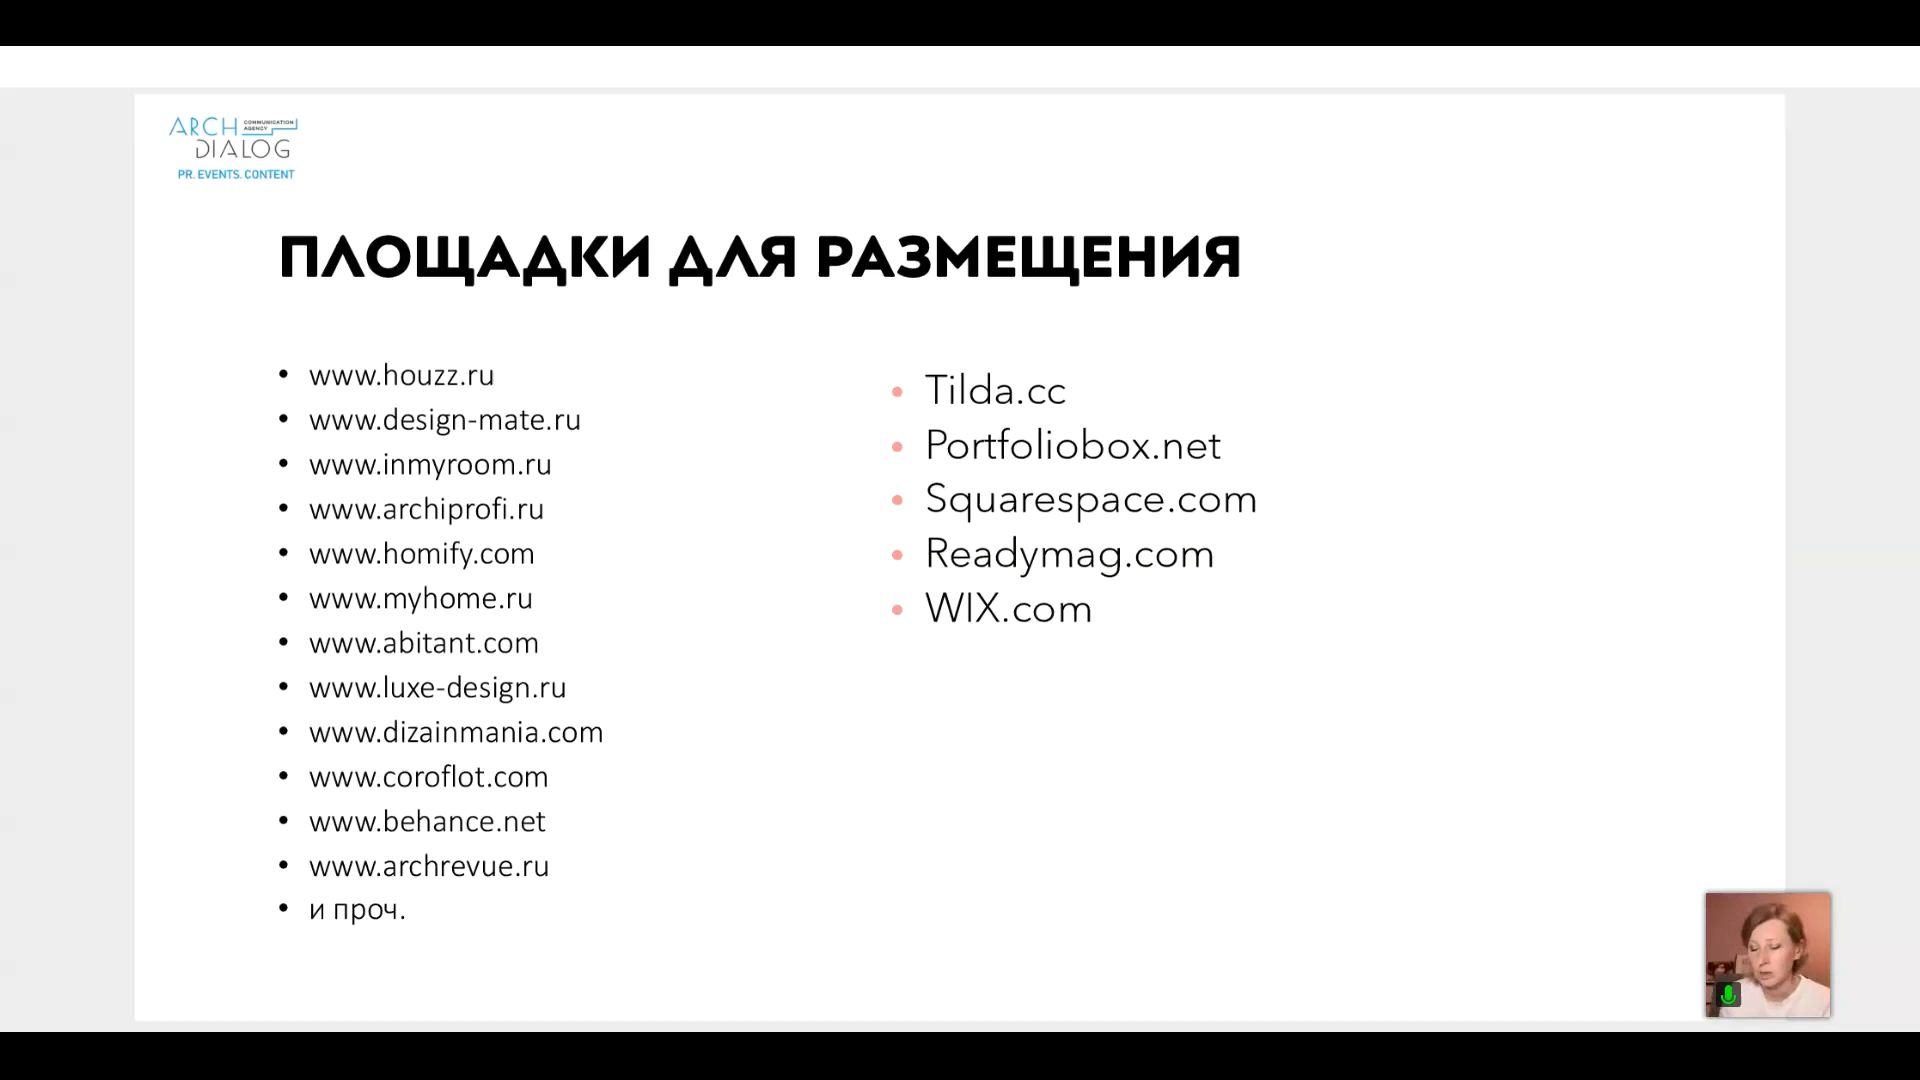 ARCH COMMUNICATION AGENCY
DIALOG
PR. EVENTS. CONTENT
ПЛОЩАДКИ ДЛЯ РАЗМЕЩЕНИЯ
• www.houzz.ru
• www.design-mate.ru
• www.inmyroom.ru
• www.archiprofi.ru
• www.homify.com
• www.myhome.ru
• www.abitant.com
• www.luxe-design.ru
• www.dizainmania.com
• www.coroflot.com
• www.behance.net
• www.archrevue.ru
• и проч.
• Tilda.cc
• Portfoliobox.net
• Squarespace.com
• Readymag.com
• WIX.com